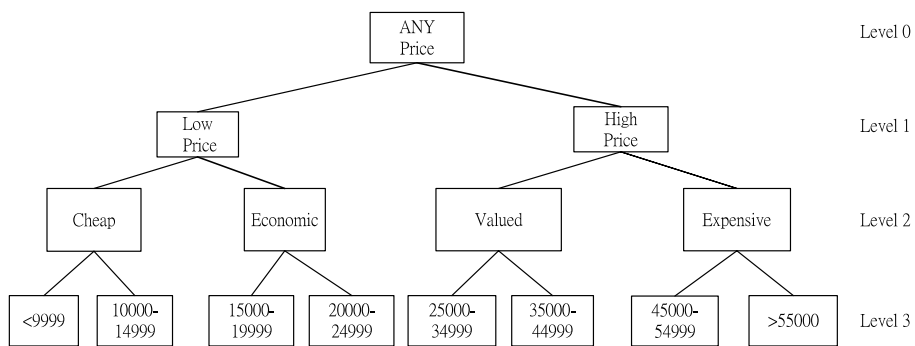 ANY
Price
Level 0
Low
Price
High
Price
Level 1
Cheap
Economic
Valued
Expensive
Level 2
<9999
10000-
14999
15000-
19999
20000-
24999
25000-
34999
35000-
44999
45000-
54999
>55000
Level 3